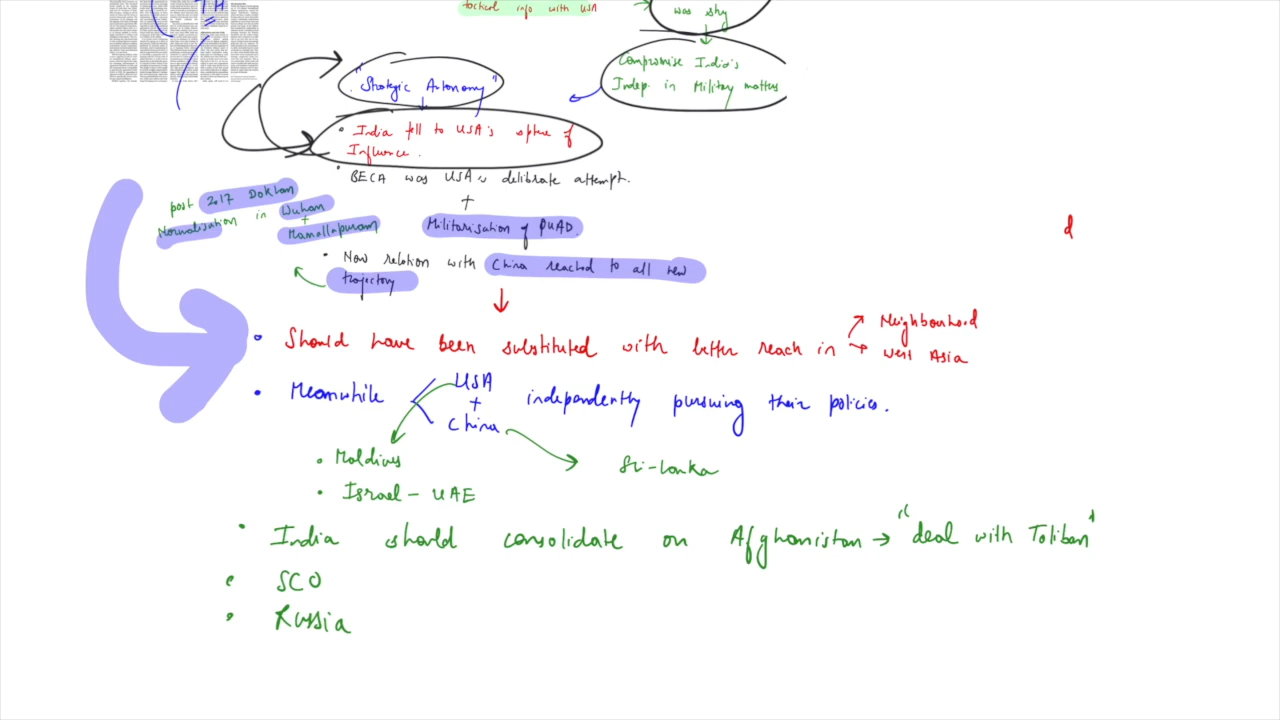 TH
tactical info with USA
was shy
Compromise India's
Indep. in Military matters
"Strategic Autonomy"
• India fell to USA's sphere of
Influence.
• BECA was USA's delibrate attempt.
+
Militarisation of QUAD.
post 2017 Doklam
Normalisation in Wuhan
+
Mamallapuram
• Now relation with China reached to all new
trajectory
d
• Should have been substituted with better reach in → Neighbourhood
→ West Asia
• Meanwhile USA
+
China
independently pursuing their policies.
• Maldives
• Israel - UAE
Sri-Lanka
• India should consolidate on Afghanistan → "deal with Taliban"
• SCO
• Russia